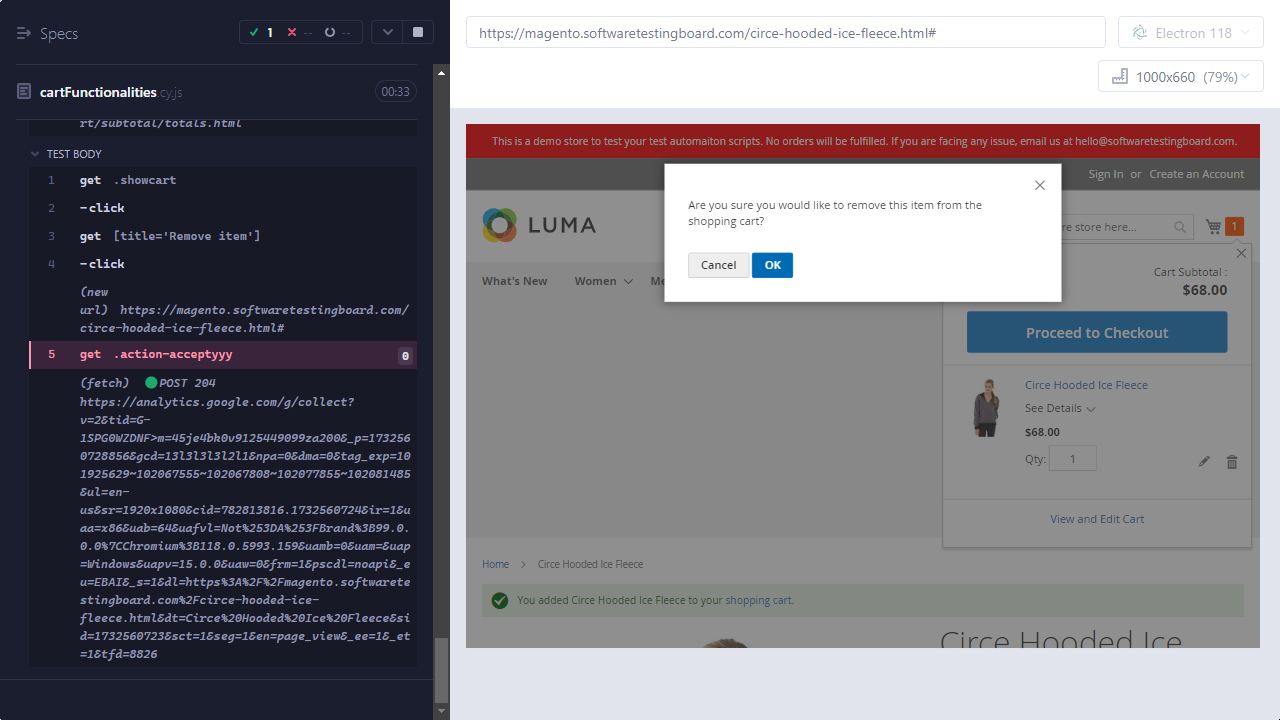 Specs
1
--
--
cartFunctionalities.cy.js
00:33
rt/subtotal/totals.html
TEST BODY
1 get .showcart
2 -click
3 get [title='Remove item']
4 -click
(new
url) https://magento.softwaretestingboard.com/
circe-hooded-ice-fleece.html#
5 get .action-acceptyyy 0
(fetch) POST 204
https://analytics.google.com/g/collect?
v=2&tid=G-
1SPG0WZDNF>m=45je4bk0v9125449099za200&_p=173256
0728856&gcd=13l3l3l3l2l1&npa=0&dma=0&tag_exp=10
1925629~102067555~102067808~102077855~102081485
&ul=en-
us&sr=1920x1080&cid=782813816.1732560724&ir=1&u
aa=x86&uab=64&uafvl=Not%253DA%253FBrand%3B99.0.
0.0%7CChromium%3B118.0.5993.159&uamb=0&uam=&uap
=Windows&uapv=15.0.0&uaw=0&frm=1&pscdl=noapi&_e
u=EBAI&_s=1&dl=https%3A%2F%2Fmagento.softwarete
stingboard.com%2Fcirce-hooded-ice-
fleece.html&dt=Circe%20Hooded%20Ice%20Fleece&si
d=1732560723&sct=1&seg=1&en=page_view&_ee=1&_et
=1&tfd=8826
https://magento.softwaretestingboard.com/circe-hooded-ice-fleece.html#
Electron 118
1000x660 (79%)
This is a demo store to test your test automaiton scripts. No orders will be fulfilled. If you are facing any issue, email us at hello@softwaretestingboard.com.
Sign In or Create an Account
Are you sure you would like to remove this item from the
shopping cart?
Cancel OK
LUMA
re store here...
1
What's New Women Me
Cart Subtotal :
$68.00
Proceed to Checkout
Circe Hooded Ice Fleece
See Details
$68.00
Qty: 1
View and Edit Cart
Home Circe Hooded Ice Fleece
You added Circe Hooded Ice Fleece to your shopping cart.
Circe Hooded Ice